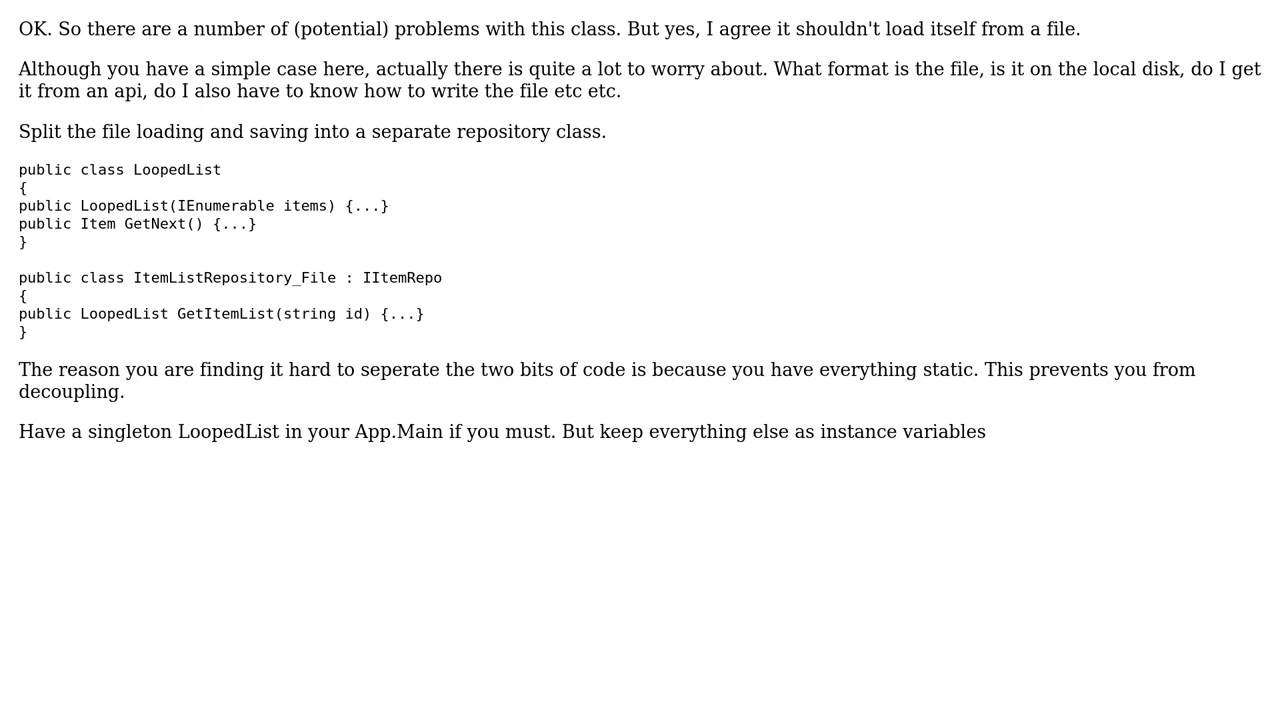 OK. So there are a number of (potential) problems with this class. But yes, I agree it shouldn't load itself from a file.
Although you have a simple case here, actually there is quite a lot to worry about. What format is the file, is it on the local disk, do I get
it from an api, do I also have to know how to write the file etc etc.
Split the file loading and saving into a separate repository class.
public class LoopedList
{
public LoopedList(IEnumerable items) {...}
public Item GetNext() {...}
}
public class ItemListRepository_File : IItemRepo
{
public LoopedList GetItemList(string id) {...}
}
The reason you are finding it hard to seperate the two bits of code is because you have everything static. This prevents you from
decoupling.
Have a singleton LoopedList in your App.Main if you must. But keep everything else as instance variables